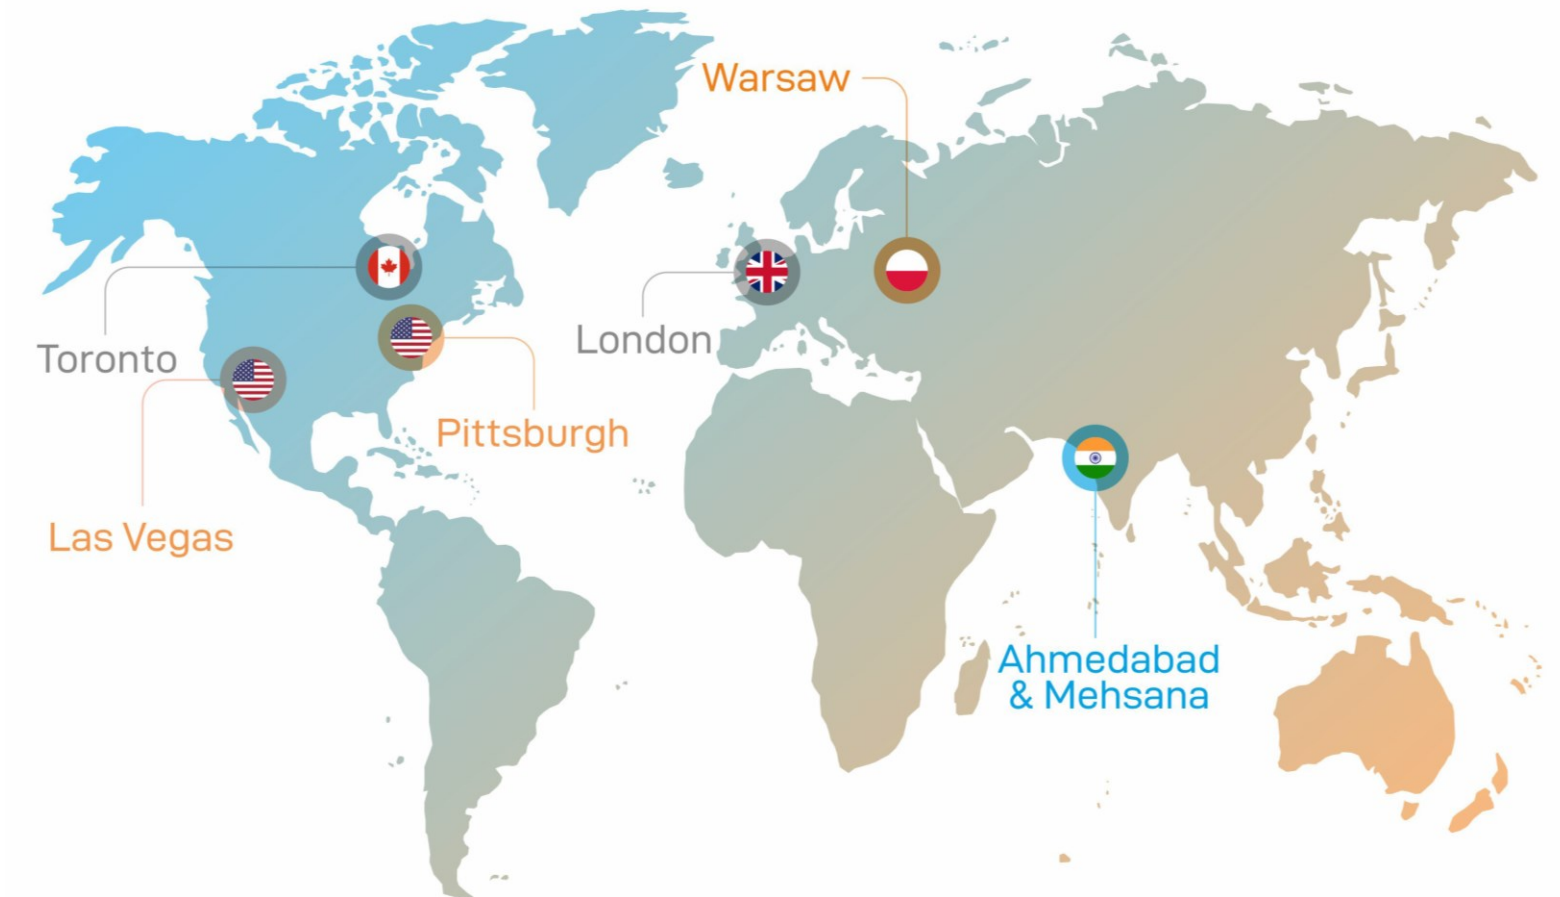 Warsaw
Toronto
London
Las Vegas
Pittsburgh
Ahmedabad
& Mehsana